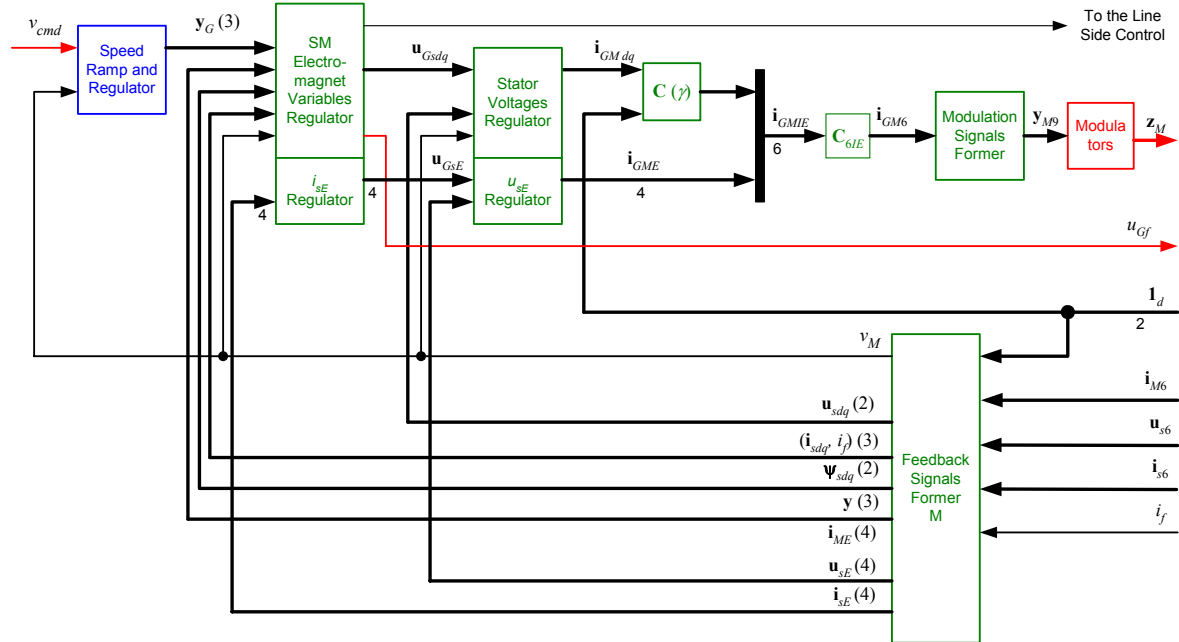 v_cmd
y_G (3)
Speed
Ramp and
Regulator
SM
Electro-
magnet
Variables
Regulator
i_sE
Regulator
4
4
u_Gsdq
u_GsE
Stator
Voltages
Regulator
u_sE
Regulator
i_GM dq
i_GME
4
C (γ)
i_GMIE
6
C_6IE
i_GM6
Modulation
Signals
Former
y_M9
Modula
tors
z_M
To the Line
Side Control
u_Gf
1_d
2
v_M
i_M6
u_s6
i_s6
i_f
Feedback
Signals
Former
M
u_sdq (2)
(i_sdq, i_f) (3)
ψ_sdq (2)
y (3)
i_ME (4)
u_sE (4)
i_sE (4)